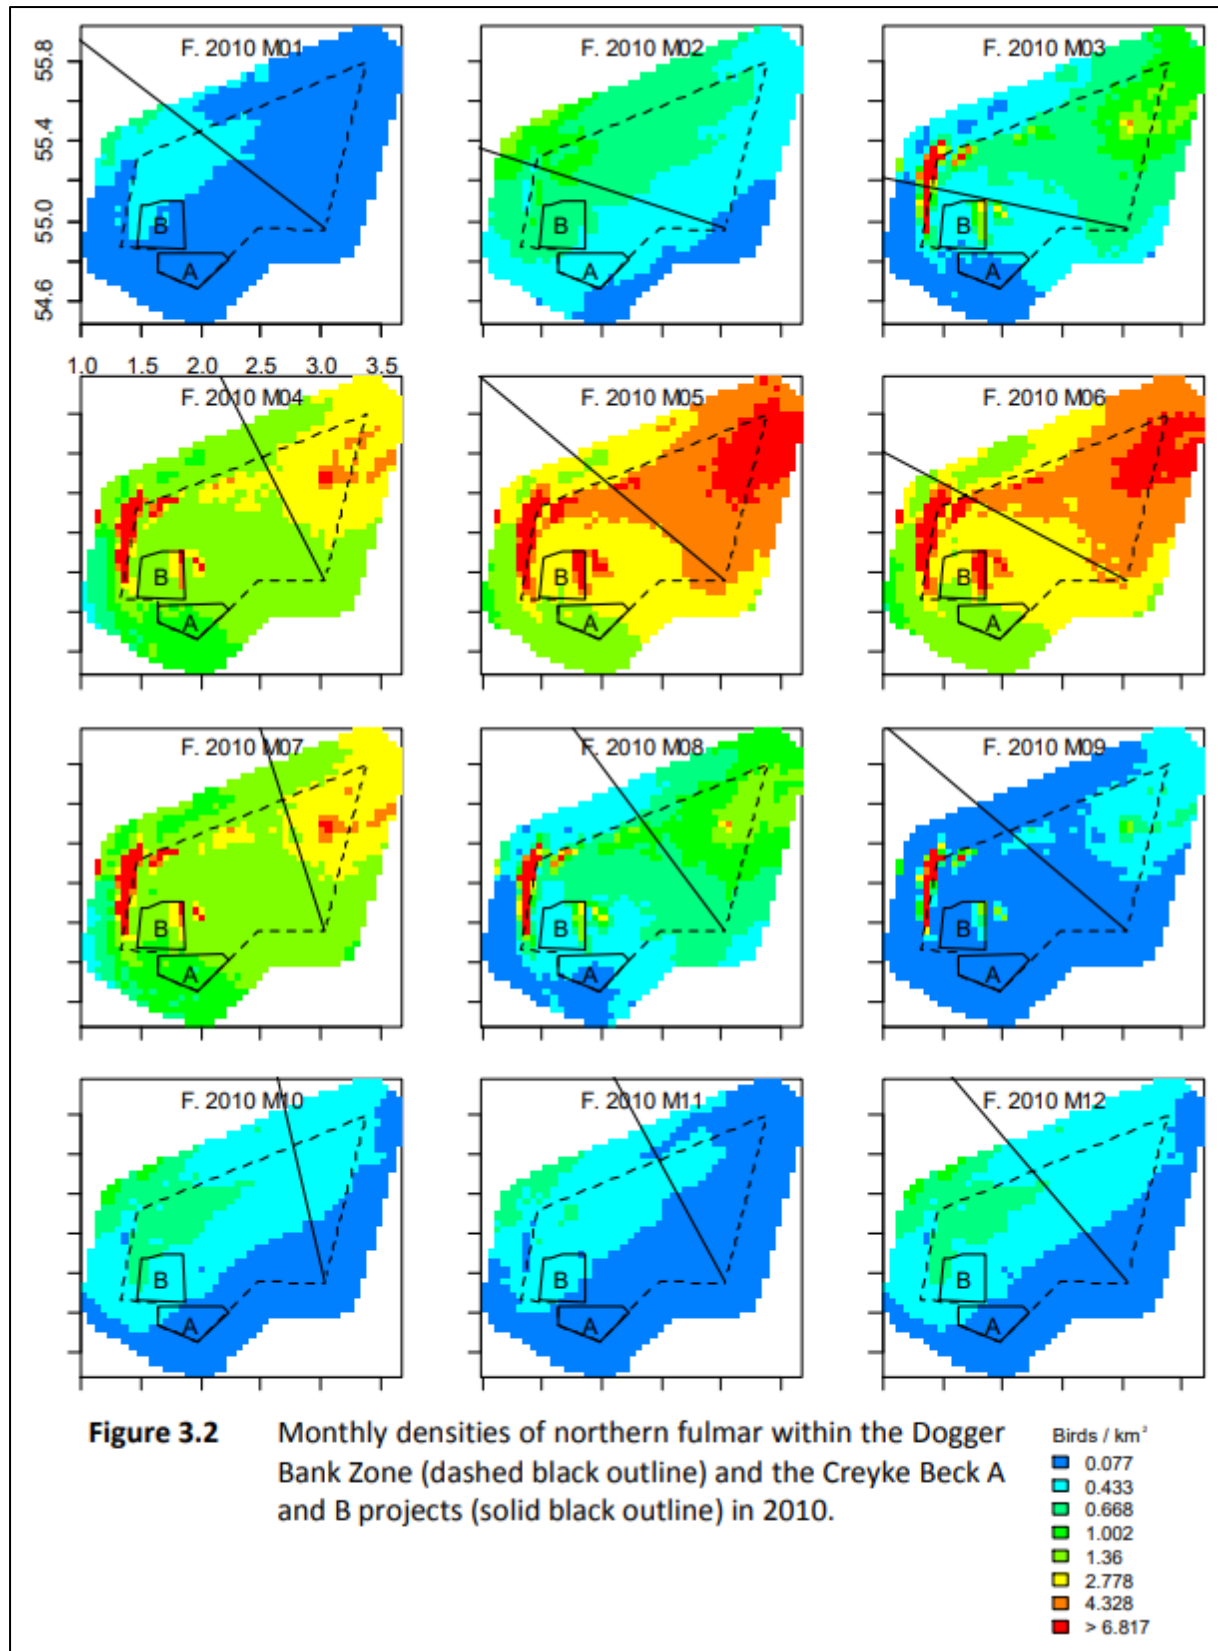 F. 2010 M01
F. 2010 M02
F. 2010 M03
55.8
55.4
55.0
54.6
B
A
B
A
B
A
1.0 1.5 2.0 2.5 3.0 3.5
F. 2010 M04
F. 2010 M05
F. 2010 M06
B
A
B
A
B
A
F. 2010 M07
F. 2010 M08
F. 2010 M09
B
A
B
A
B
A
F. 2010 M10
F. 2010 M11
F. 2010 M12
B
A
B
A
B
A
Figure 3.2 Monthly densities of northern fulmar within the Dogger
Bank Zone (dashed black outline) and the Creyke Beck A
and B projects (solid black outline) in 2010.
Birds / km²
0.077
0.433
0.668
1.002
1.36
2.778
4.328
> 6.817